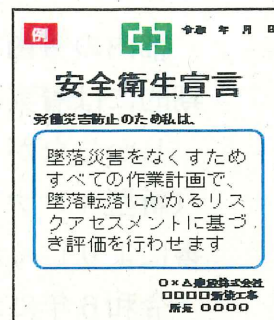 例
令和 年 月 日
安全衛生宣言
労働災害防止のため私は、
墜落災害をなくすため
すべての作業計画で、
墜落転落にかかるリス
クアセスメントに基づ
き評価を行わせます
○×△建設株式会社
□□□□新築工事
所長 ○○○○